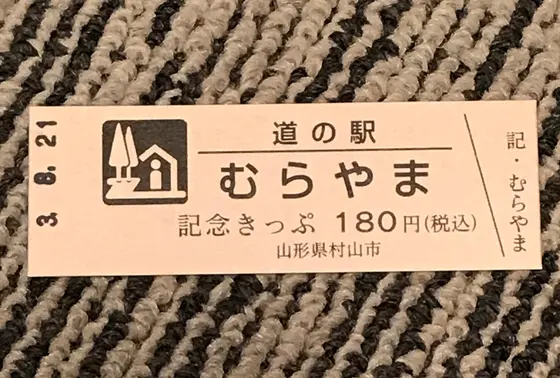 3. 8.21
道の駅
むらやま
記念きっぷ 180円(税込)
山形県村山市
記・むらやま